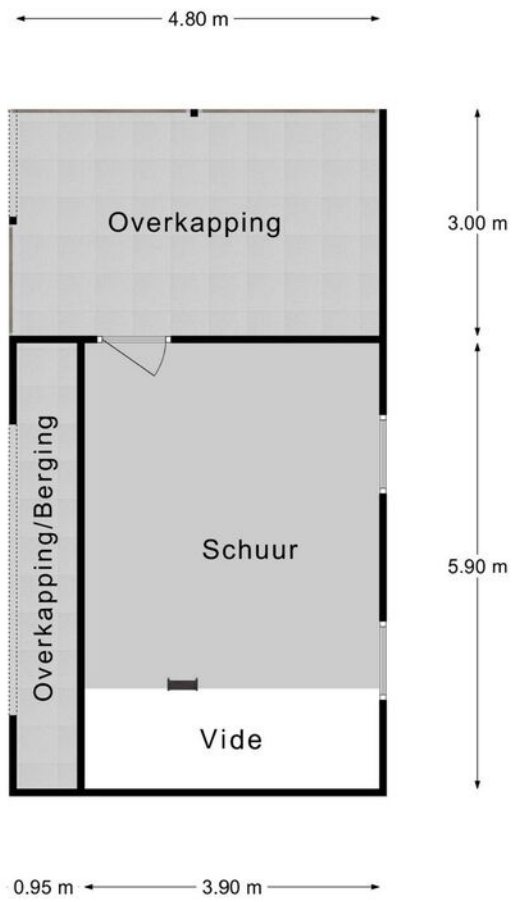 4.80 m
Overkapping
3.00 m
Overkapping/Berging
Schuur
5.90 m
Vide
0.95 m
3.90 m